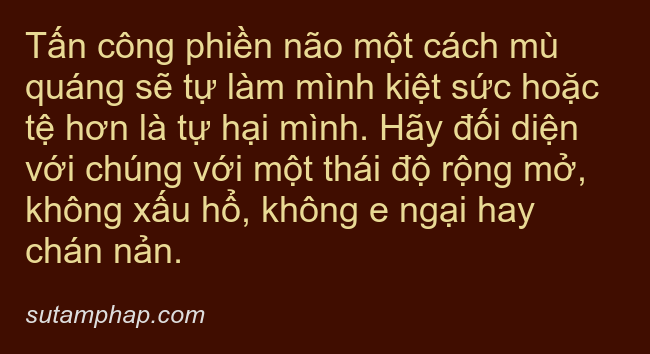 Tấn công phiền não một cách mù
quáng sẽ tự làm mình kiệt sức hoặc
tệ hơn là tự hại mình. Hãy đối diện
với chúng với một thái độ rộng mở,
không xấu hổ, không e ngại hay
chán nản.
sutamphap.com